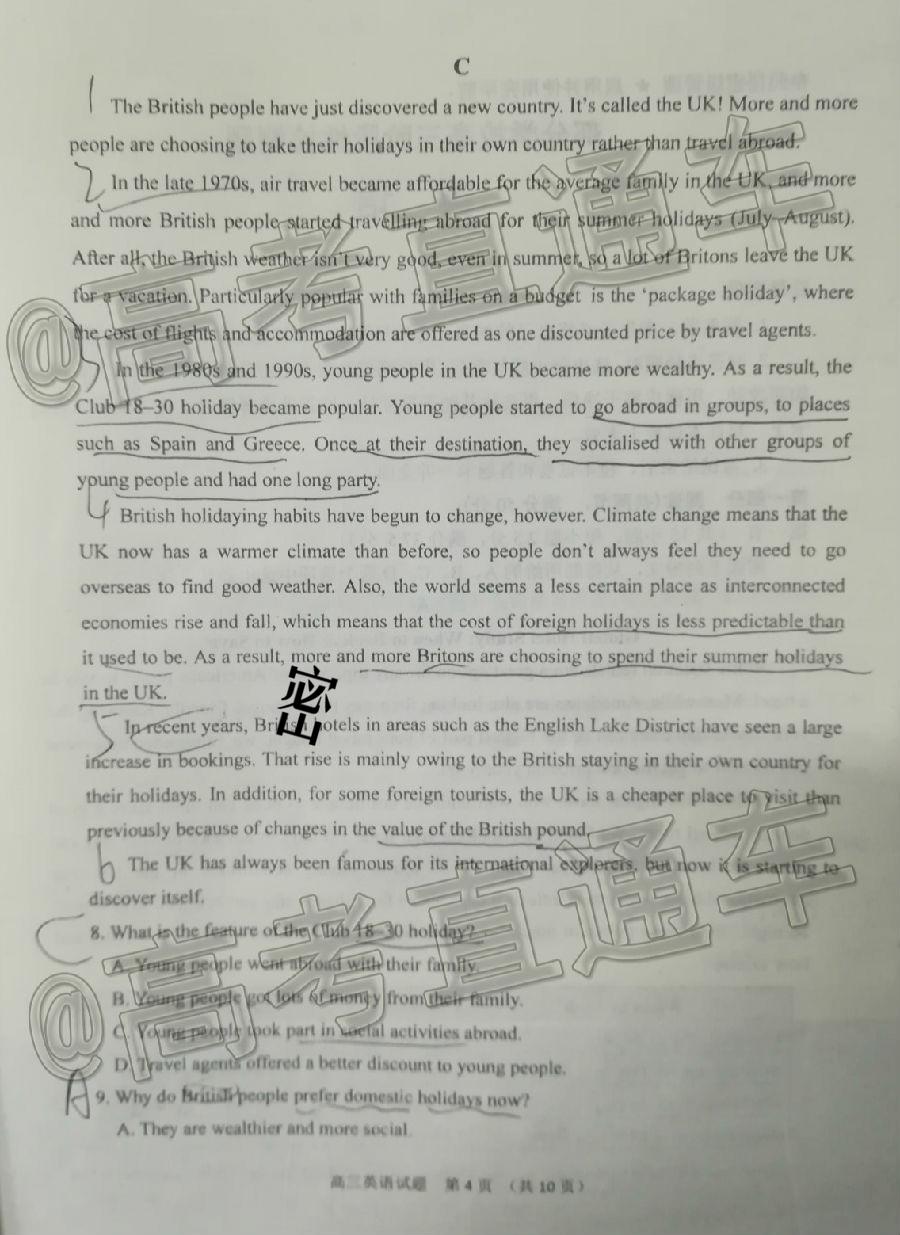 C
1 The British people have just discovered a new country. It's called the UK! More and more
people are choosing to take their holidays in their own country rather than travel abroad.
2 In the late 1970s, air travel became affordable for the average family in the UK, and more
and more British people started travelling abroad for their summer holidays (July–August).
After all, the British weather isn't very good, even in summer, so a lot of Britons leave the UK
for a vacation. Particularly popular with families on a budget is the 'package holiday', where
the cost of flights and accommodation are offered as one discounted price by travel agents.
3 In the 1980s and 1990s, young people in the UK became more wealthy. As a result, the
Club 18–30 holiday became popular. Young people started to go abroad in groups, to places
such as Spain and Greece. Once at their destination, they socialised with other groups of
young people and had one long party.
4 British holidaying habits have begun to change, however. Climate change means that the
UK now has a warmer climate than before, so people don't always feel they need to go
overseas to find good weather. Also, the world seems a less certain place as interconnected
economies rise and fall, which means that the cost of foreign holidays is less predictable than
it used to be. As a result, more and more Britons are choosing to spend their summer holidays
in the UK.
密
5 In recent years, British hotels in areas such as the English Lake District have seen a large
increase in bookings. That rise is mainly owing to the British staying in their own country for
their holidays. In addition, for some foreign tourists, the UK is a cheaper place to visit than
previously because of changes in the value of the British pound.
6 The UK has always been famous for its international explorers, but now it is starting to
discover itself.
C 8. What is the feature of the Club 18–30 holiday?
A. Young people went abroad with their family.
B. Young people got lots of money from their family.
C. Young people took part in social activities abroad.
D. Travel agents offered a better discount to young people.
A 9. Why do British people prefer domestic holidays now?
A. They are wealthier and more social.
高三英语试题 第 4 页 (共 10 页)
@高考直通车
@高考直通车